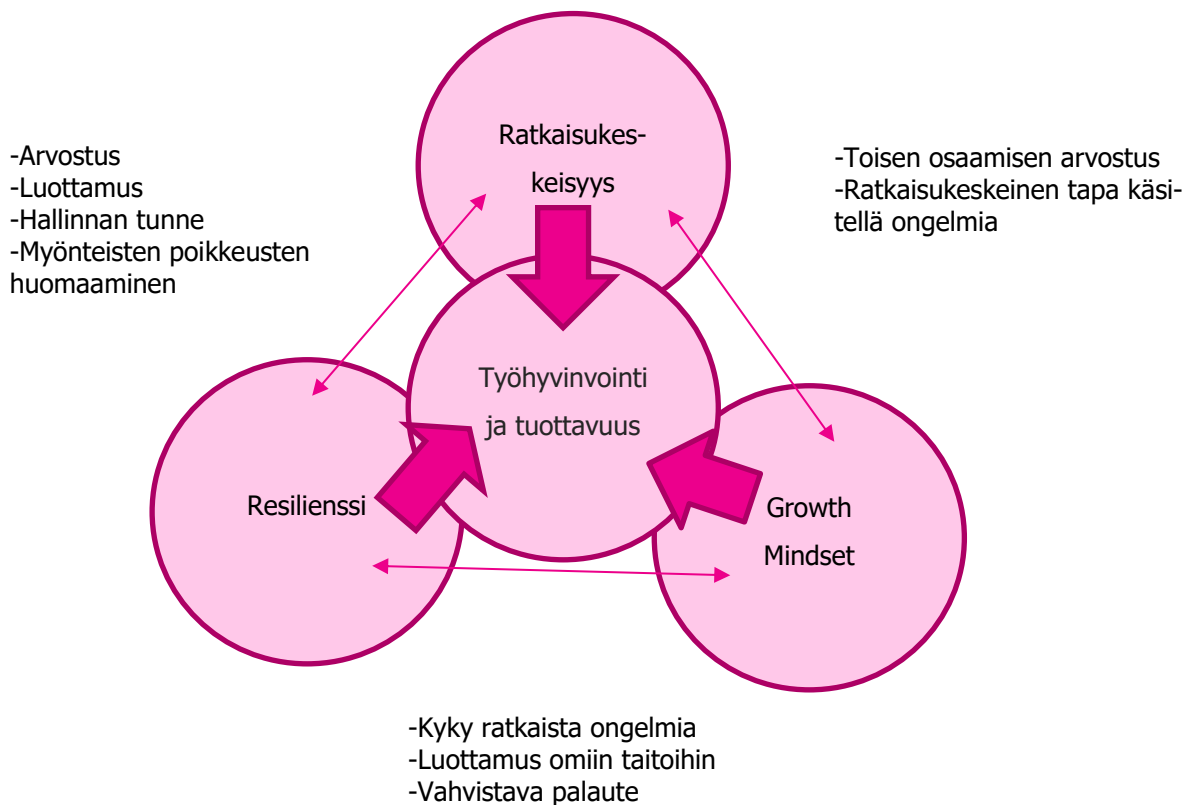 Ratkaisukes-
keisyys
-Arvostus
-Luottamus
-Hallinnan tunne
-Myönteisten poikkeusten
huomaaminen
-Toisen osaamisen arvostus
-Ratkaisukeskeinen tapa käsi-
tellä ongelmia
Työhyvinvointi
ja tuottavuus
Resilienssi
Growth
Mindset
-Kyky ratkaista ongelmia
-Luottamus omiin taitoihin
-Vahvistava palaute